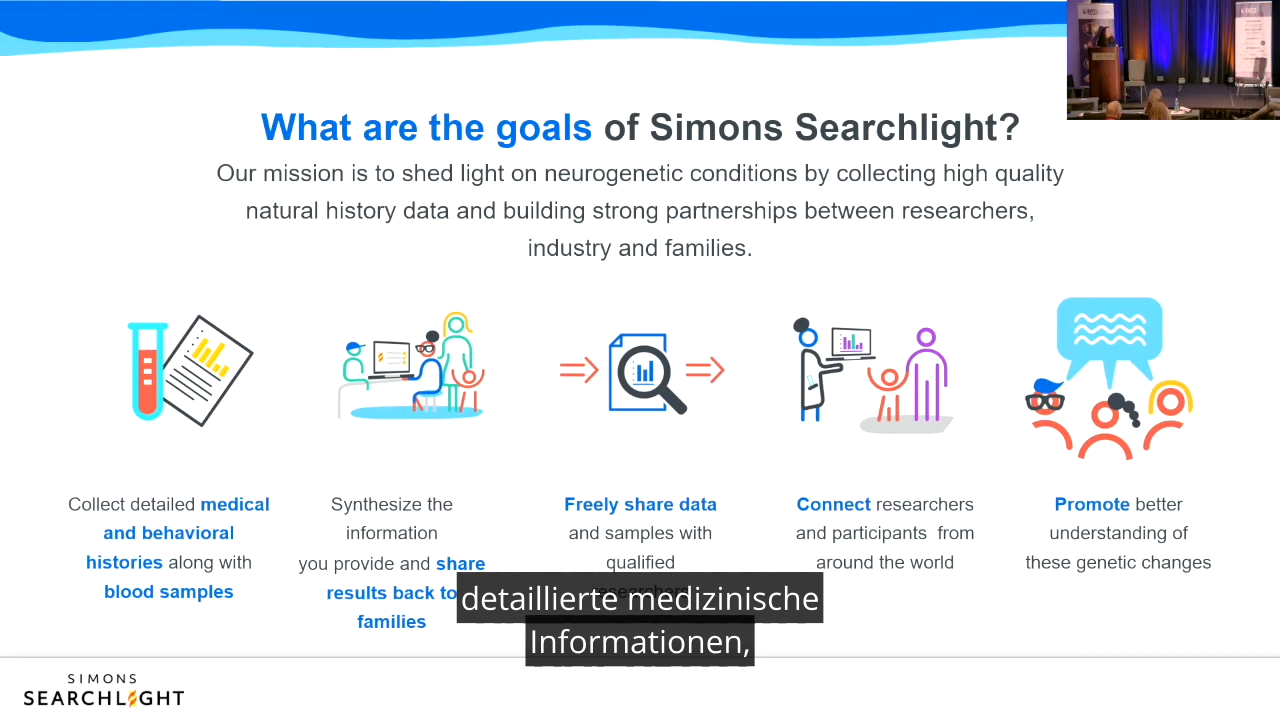 What are the goals of Simons Searchlight?
Our mission is to shed light on neurogenetic conditions by collecting high quality
natural history data and building strong partnerships between researchers,
industry and families.
Collect detailed medical
and behavioral
histories along with
blood samples
Synthesize the
information
you provide and share
results back to
families
Freely share data
and samples with
qualified
researchers
Connect researchers
and participants from
around the world
Promote better
understanding of
these genetic changes
detaillierte medizinische
Informationen,
SIMONS
SEARCHLIGHT